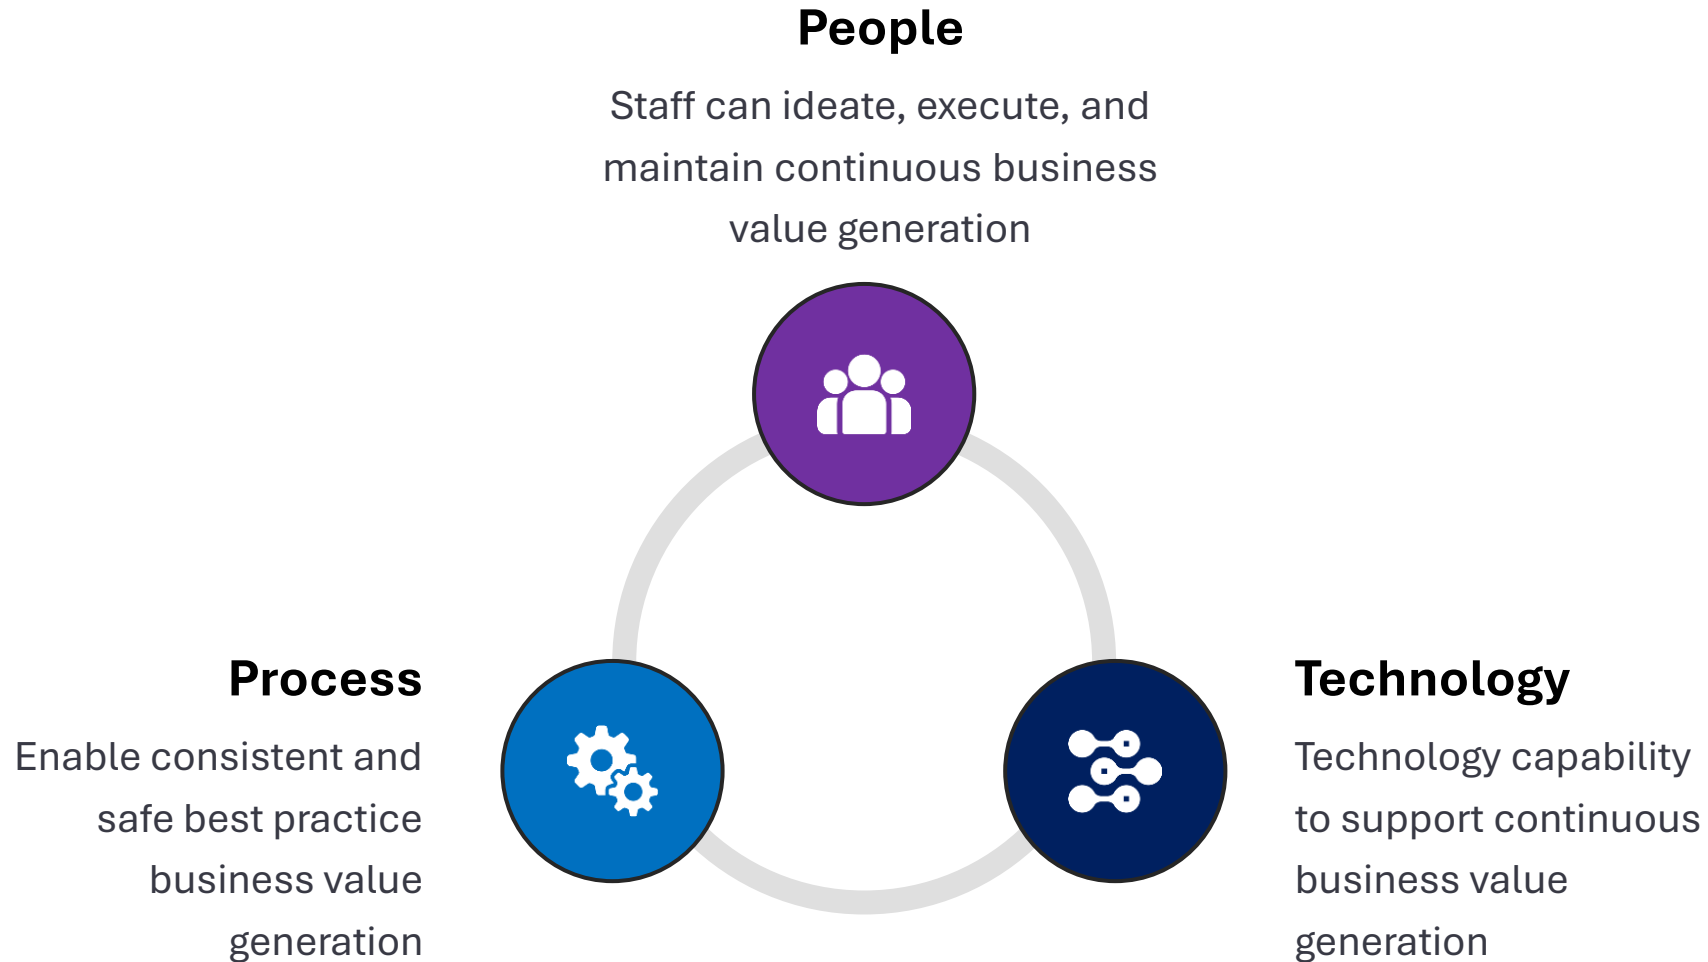 People
Staff can ideate, execute, and
maintain continuous business
value generation
Process
Enable consistent and
safe best practice
business value
generation
Technology
Technology capability
to support continuous
business value
generation